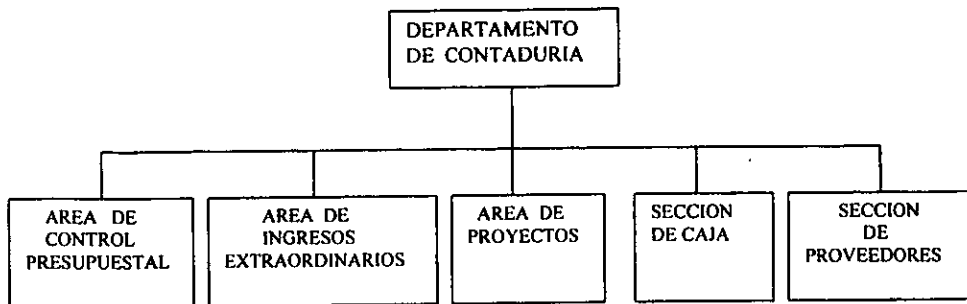 DEPARTAMENTO
DE CONTADURIA
AREA DE
CONTROL
PRESUPUESTAL
AREA DE
INGRESOS
EXTRAORDINARIOS
AREA DE
PROYECTOS
SECCION
DE CAJA
SECCION
DE
PROVEEDORES